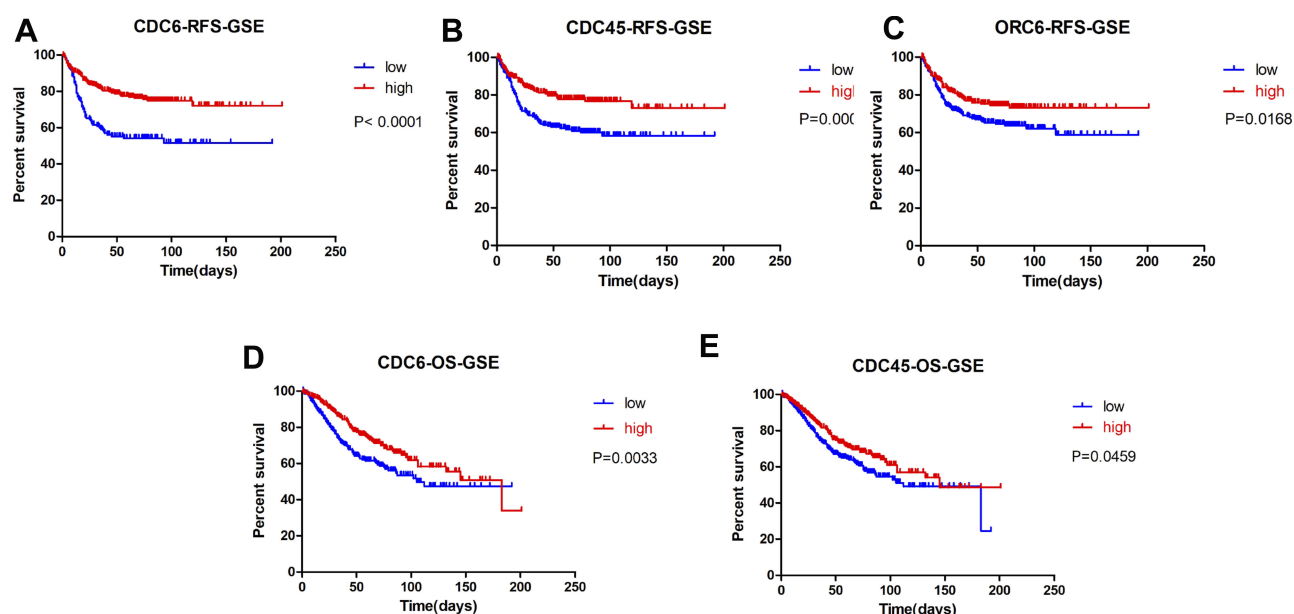 A
CDC6-RFS-GSE
Percent survival
100
80
60
40
20
0
0 50 100 150 200 250
Time(days)
low
high
P< 0.0001
B
CDC45-RFS-GSE
Percent survival
100
80
60
40
20
0
0 50 100 150 200 250
Time(days)
low
high
P=0.000
C
ORC6-RFS-GSE
Percent survival
100
80
60
40
20
0
0 50 100 150 200 250
Time(days)
low
high
P=0.0168
D
CDC6-OS-GSE
Percent survival
100
80
60
40
20
0
0 50 100 150 200 250
Time(days)
low
high
P=0.0033
E
CDC45-OS-GSE
Percent survival
100
80
60
40
20
0
0 50 100 150 200 250
Time(days)
low
high
P=0.0459